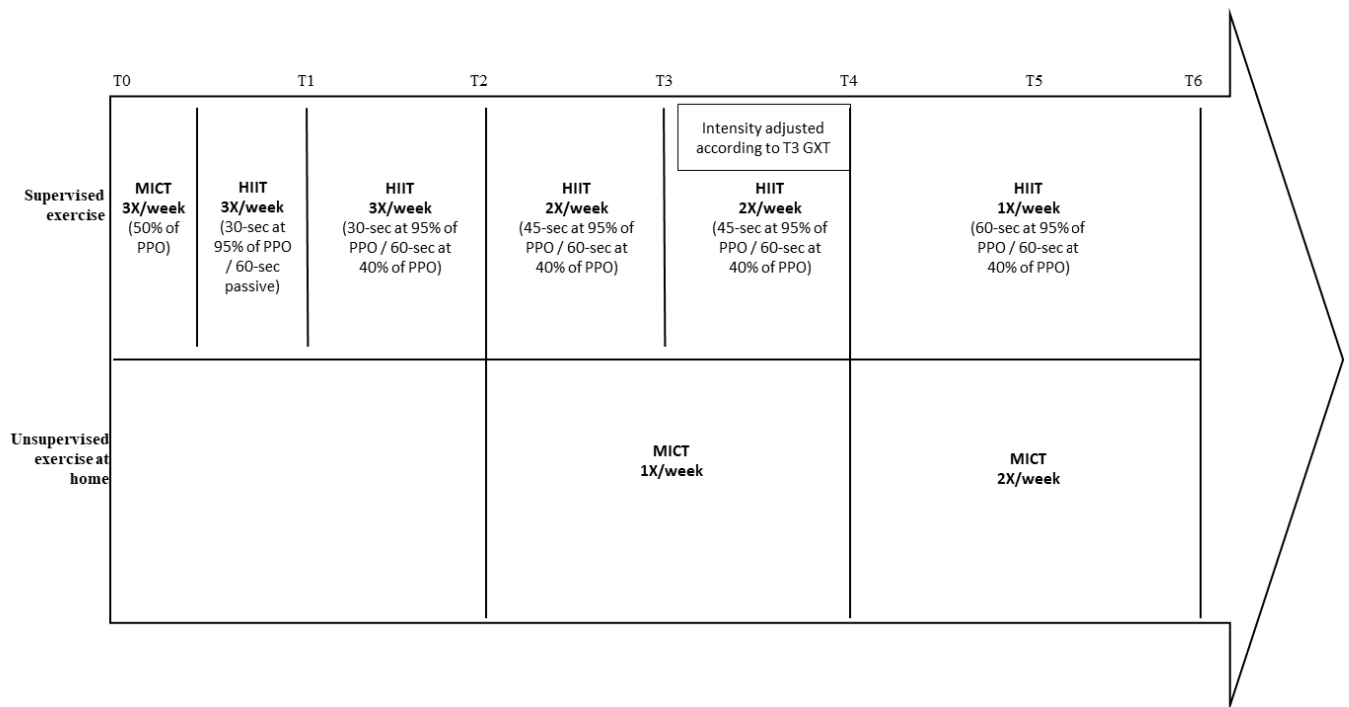 T0
T1
T2
T3
T4
T5
T6
Supervised
exercise
MICT
3X/week
(50% of
PPO)
HIIT
3X/week
(30-sec at
95% of PPO
/ 60-sec
passive)
HIIT
3X/week
(30-sec at 95% of
PPO / 60-sec at
40% of PPO)
HIIT
2X/week
(45-sec at 95% of
PPO / 60-sec at
40% of PPO)
Intensity adjusted
according to T3 GXT
HIIT
2X/week
(45-sec at 95% of
PPO / 60-sec at
40% of PPO)
HIIT
1X/week
(60-sec at 95% of
PPO / 60-sec at
40% of PPO)
Unsupervised
exercise at
home
MICT
1X/week
MICT
2X/week